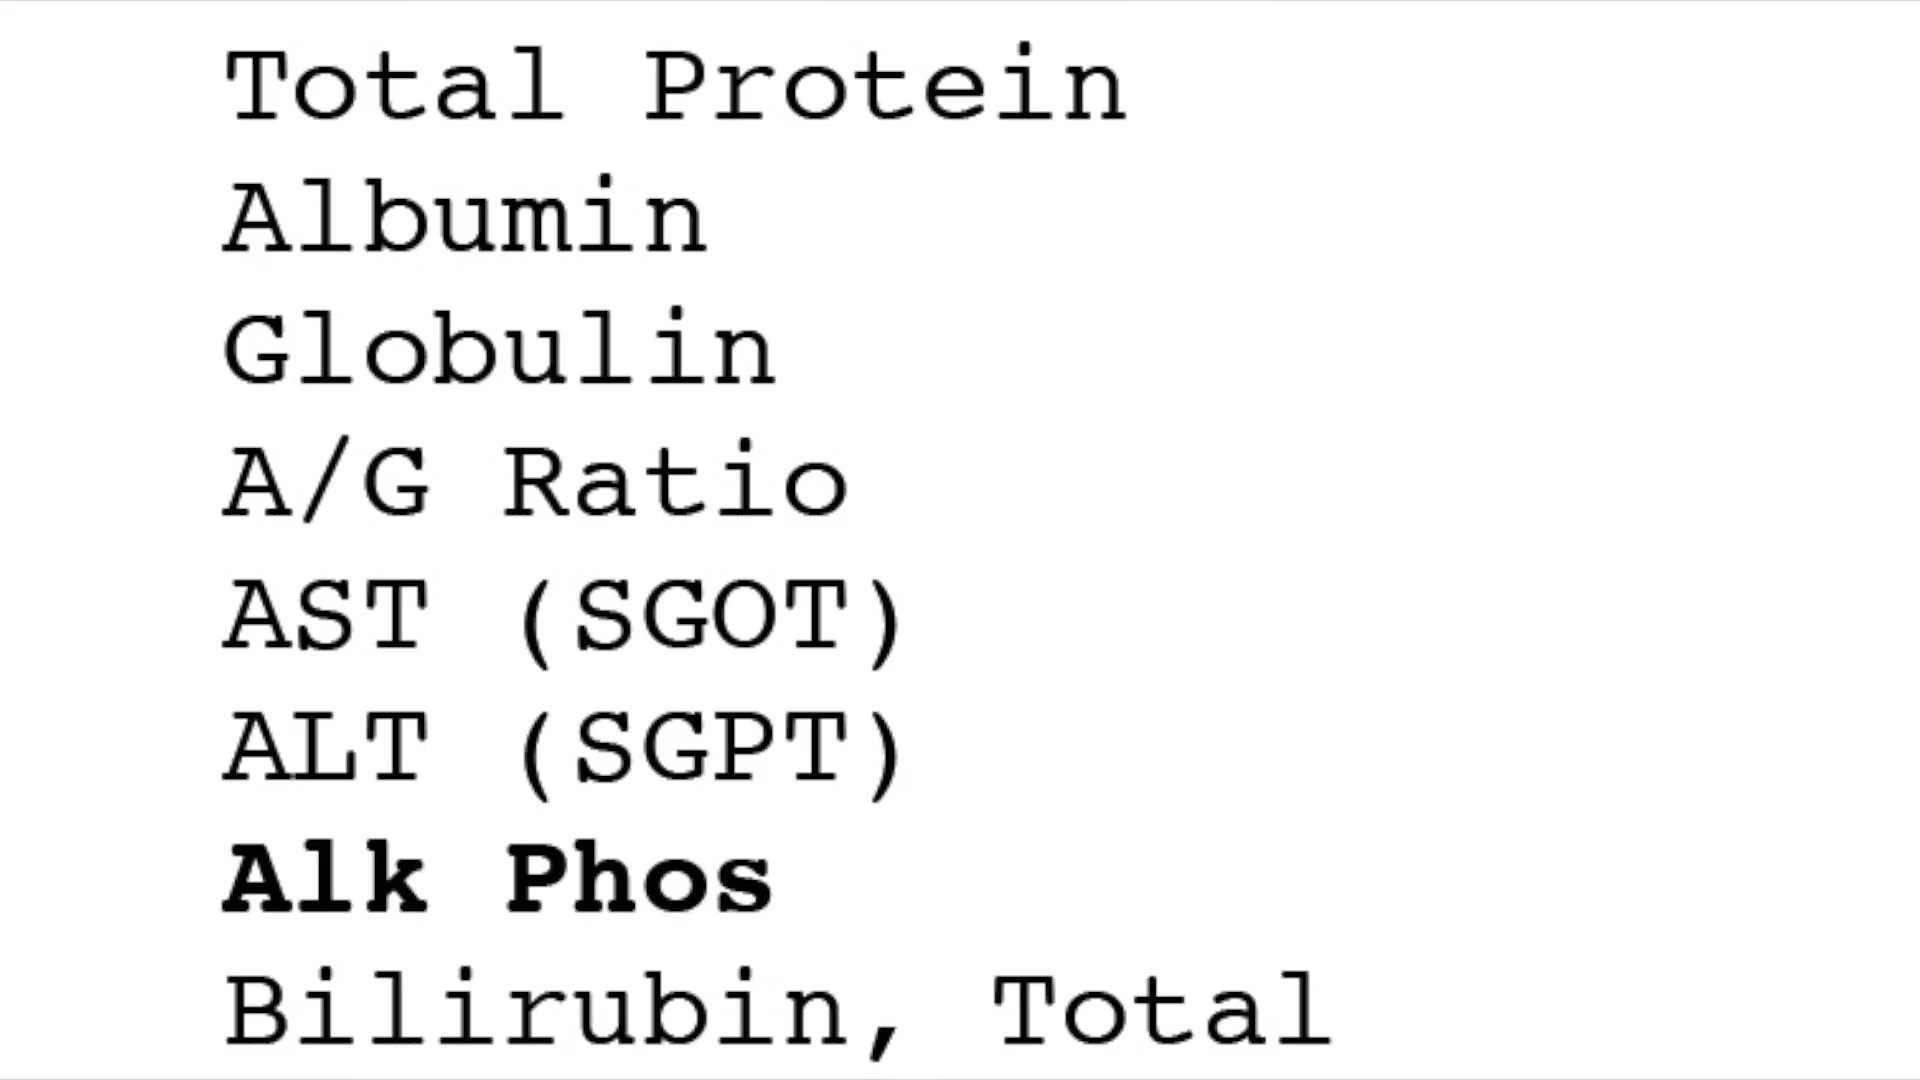 Total Protein
Albumin
Globulin
A/G Ratio
AST (SGOT)
ALT (SGPT)
Alk Phos
Bilirubin, Total